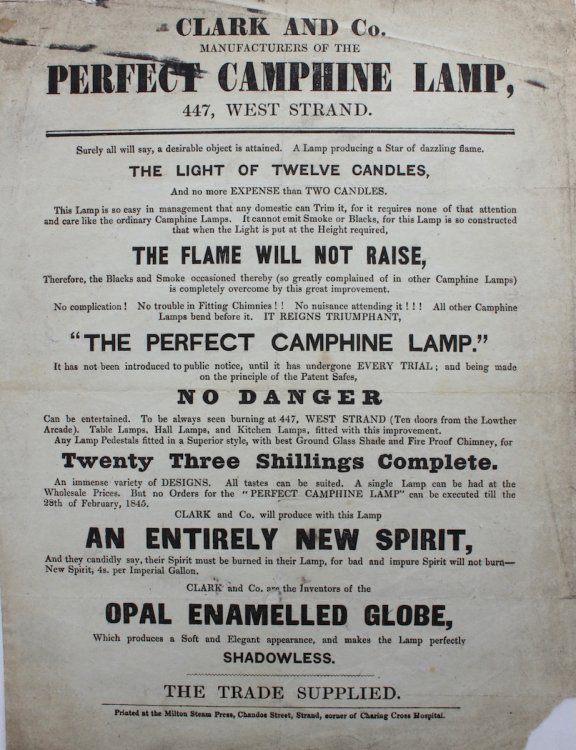 CLARK AND Co.
MANUFACTURERS OF THE
PERFECT CAMPHINE LAMP,
447, WEST STRAND.
Surely all will say, a desirable object is attained. A Lamp producing a Star of dazzling flame.
THE LIGHT OF TWELVE CANDLES,
And no more EXPENSE than TWO CANDLES.
This Lamp is so easy in management that any domestic can Trim it, for it requires none of that attention
and care like the ordinary Camphine Lamps. It cannot emit Smoke or Blacks, for this Lamp is so constructed
that when the Light is put at the Height required,
THE FLAME WILL NOT RAISE,
Therefore, the Blacks and Smoke occasioned thereby (so greatly complained of in other Camphine Lamps)
is completely overcome by this great improvement.
No complication! No trouble in Fitting Chimnies!! No nuisance attending it!!! All other Camphine
Lamps bend before it. IT REIGNS TRIUMPHANT,
"THE PERFECT CAMPHINE LAMP."
It has not been introduced to public notice, until it has undergone EVERY TRIAL; and being made
on the principle of the Patent Safes,
NO DANGER
Can be entertained. To be always seen burning at 447, WEST STRAND (Ten doors from the Lowther
Arcade). Table Lamps, Hall Lamps, and Kitchen Lamps, fitted with this improvement.
Any Lamp Pedestals fitted in a Superior style, with best Ground Glass Shade and Fire Proof Chimney, for
Twenty Three Shillings Complete.
An immense variety of DESIGNS. All tastes can be suited. A single Lamp can be had at the
Wholesale Prices. But no Orders for the "PERFECT CAMPHINE LAMP" can be executed till the
28th of February, 1845.
CLARK and Co. will produce with this Lamp
AN ENTIRELY NEW SPIRIT,
And they candidly say, their Spirit must be burned in their Lamp, for bad and impure Spirit will not burn—
New Spirit, 4s. per Imperial Gallon.
CLARK and Co. are the Inventors of the
OPAL ENAMELLED GLOBE,
Which produces a Soft and Elegant appearance, and makes the Lamp perfectly
SHADOWLESS.
THE TRADE SUPPLIED.
Printed at the Milton Steam Press, Chandos Street, Strand, corner of Charing Cross Hospital.